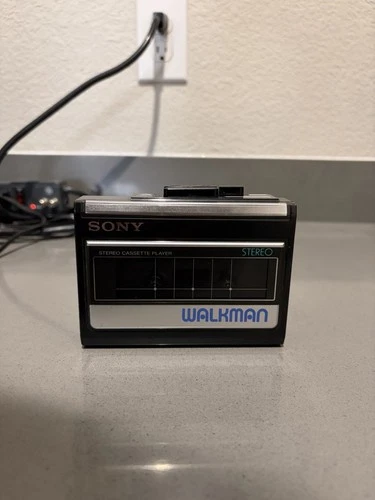 SONY
STEREO CASSETTE PLAYER STEREO
WALKMAN